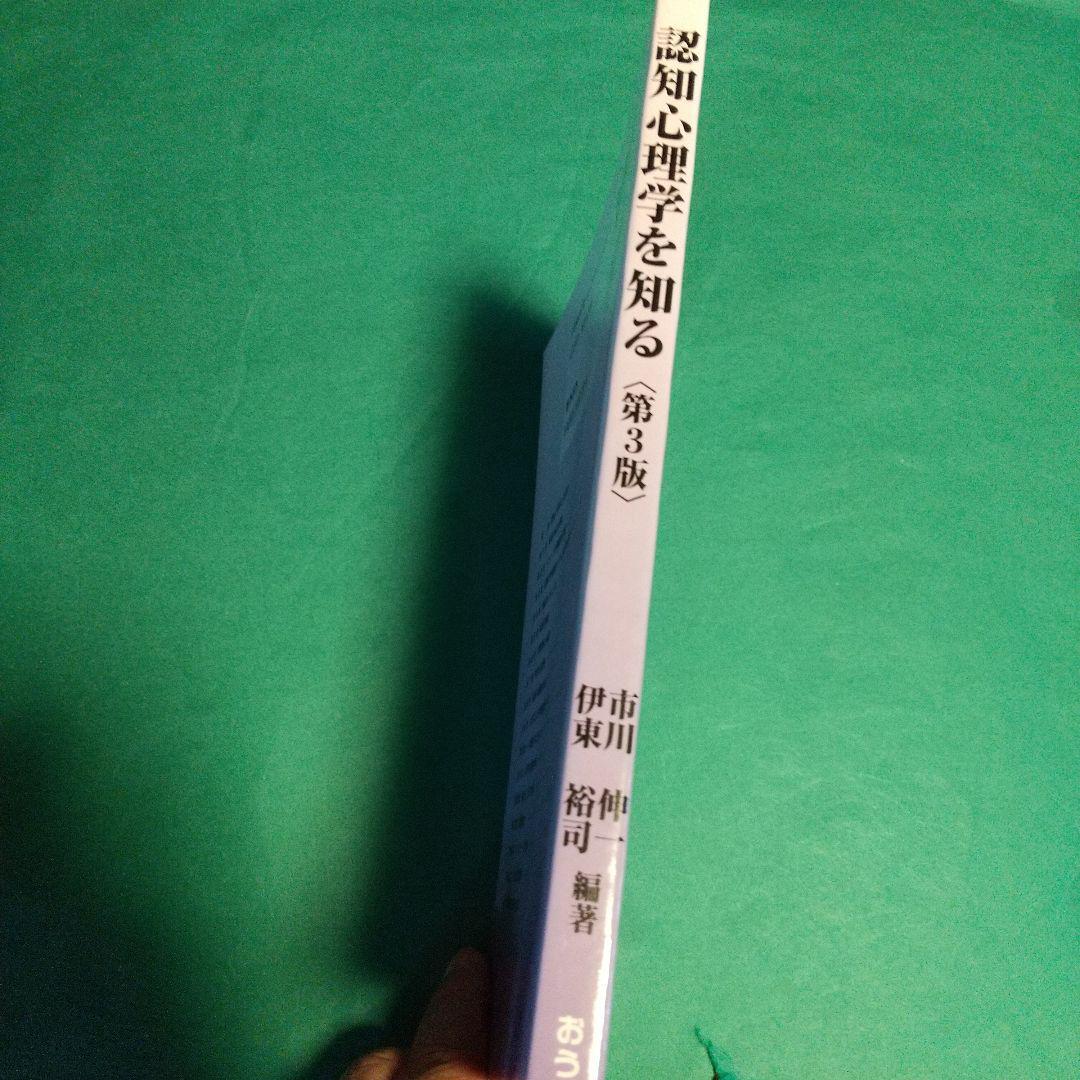 認知心理学を知る〈第3版〉
市川伸一
伊東裕司
編著
おう